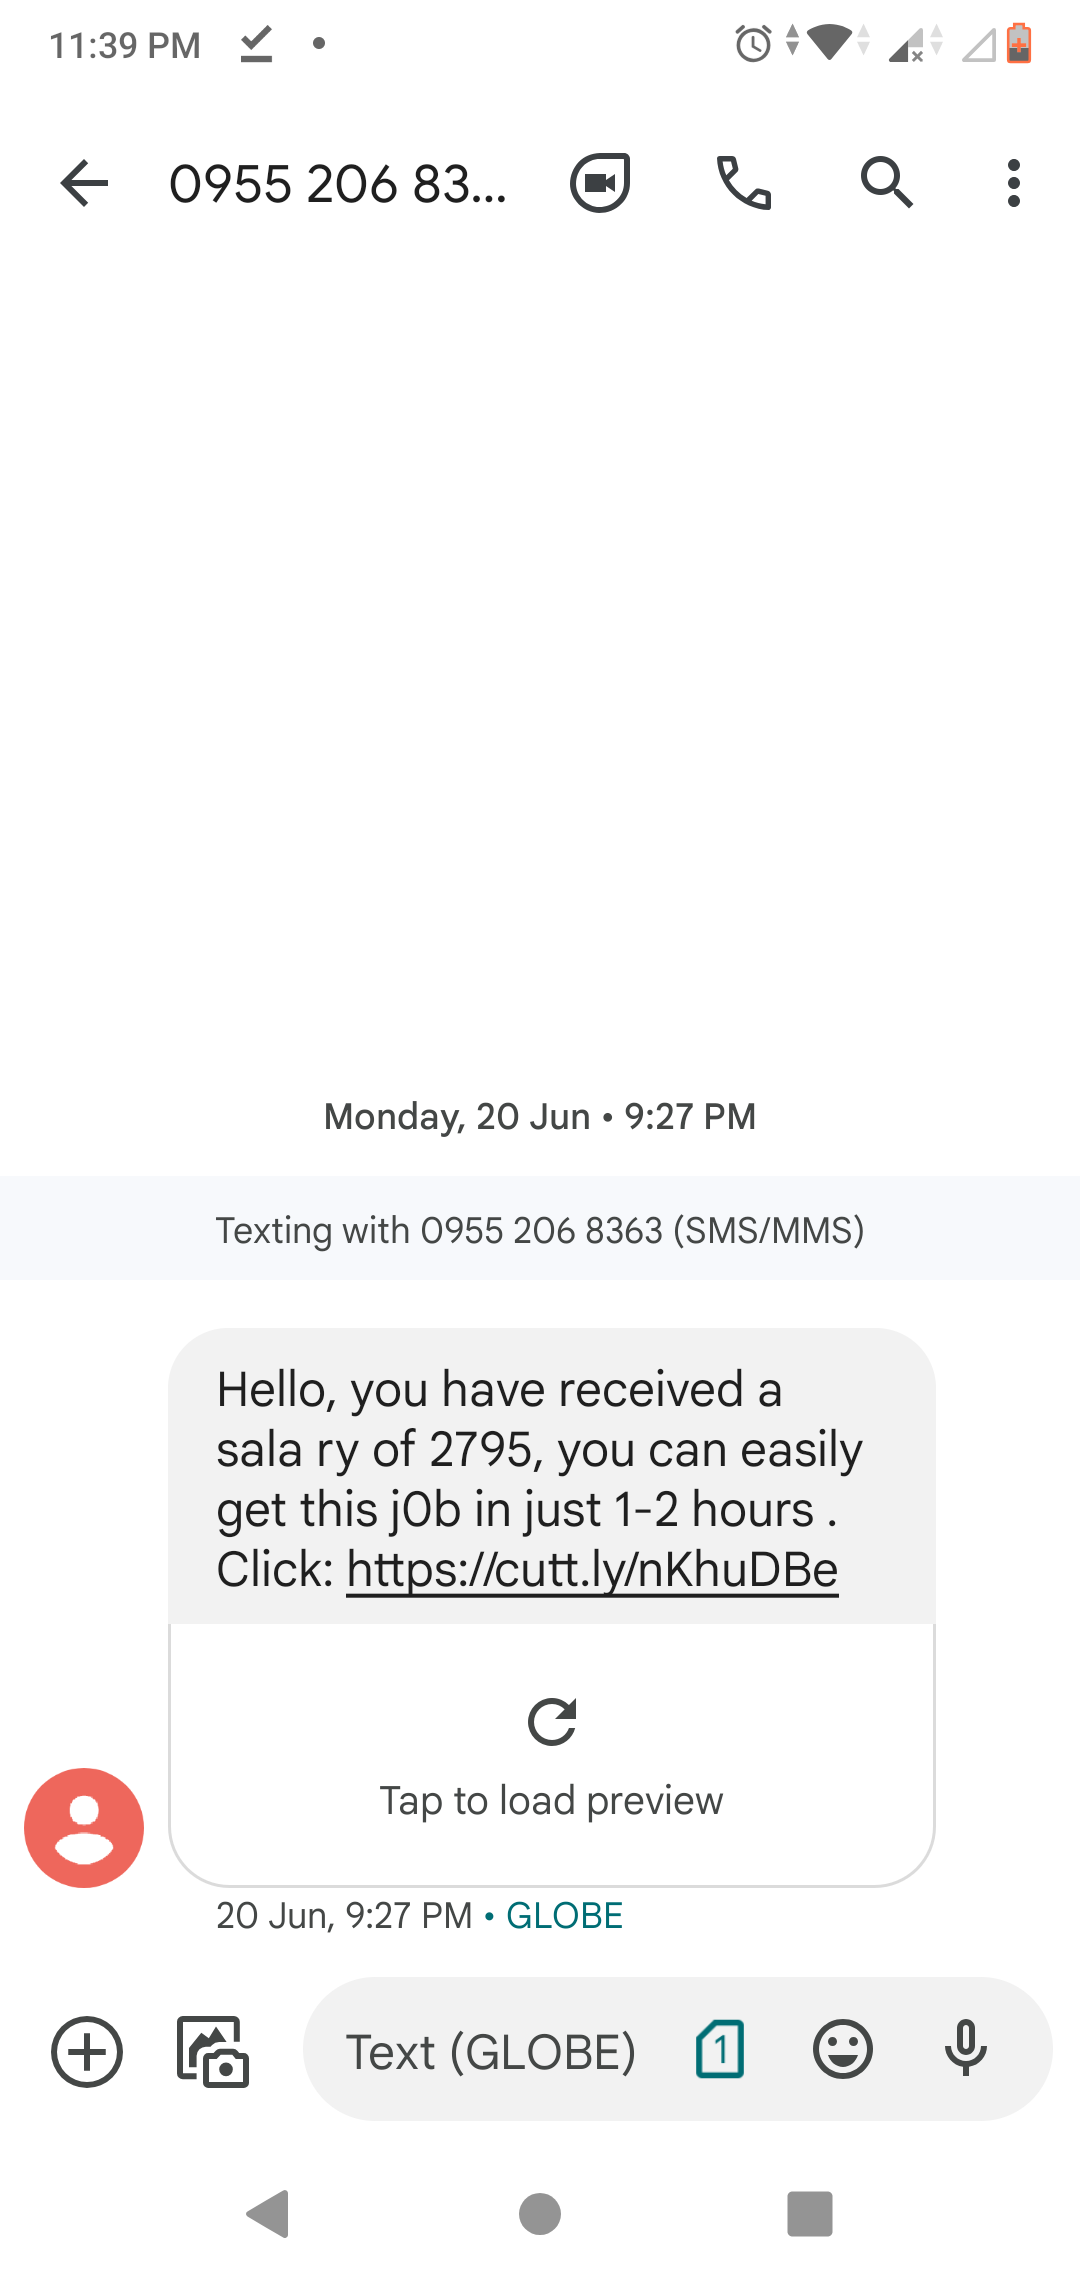 11:39 PM
0955 206 83...
Monday, 20 Jun • 9:27 PM
Texting with 0955 206 8363 (SMS/MMS)
Hello, you have received a
sala ry of 2795, you can easily
get this j0b in just 1-2 hours .
Click: https://cutt.ly/nKhuDBe
Tap to load preview
20 Jun, 9:27 PM • GLOBE
Text (GLOBE) 1